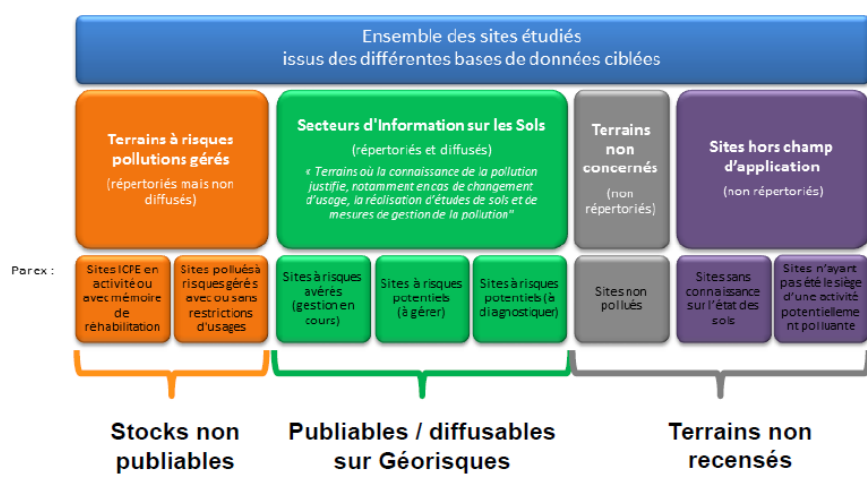 Ensemble des sites étudiés
issus des différentes bases de données ciblées
Terrains à risques
pollutions gérés
(répertoriés mais non
diffusés)
Secteurs d'Information sur les Sols
(répertoriés et diffusés)
« Terrains où la connaissance de la pollution
justifie, notamment en cas de changement
d'usage, la réalisation d'études de sols et de
mesures de gestion de la pollution"
Terrains
non
concernés
(non
répertoriés)
Sites hors champ
d'application
(non répertoriés)
Par ex :
Sites ICPE en
activité ou
avec mémoire
de
réhabilitation
Sites pollués à
risques gérés
avec ou sans
restrictions
d'usages
Sites à risques
avérés
(gestion en
cours)
Sites à risques
potentiels
(à gérer)
Sites à risques
potentiels (à
diagnostiquer)
Sites non
pollués
Sites sans
connaissance
sur l'état des
sols
Sites n'ayant
pas été le siège
d'une activité
potentielleme
nt polluante
Stocks non
publiables
Publiables / diffusables
sur Géorisques
Terrains non
recensés